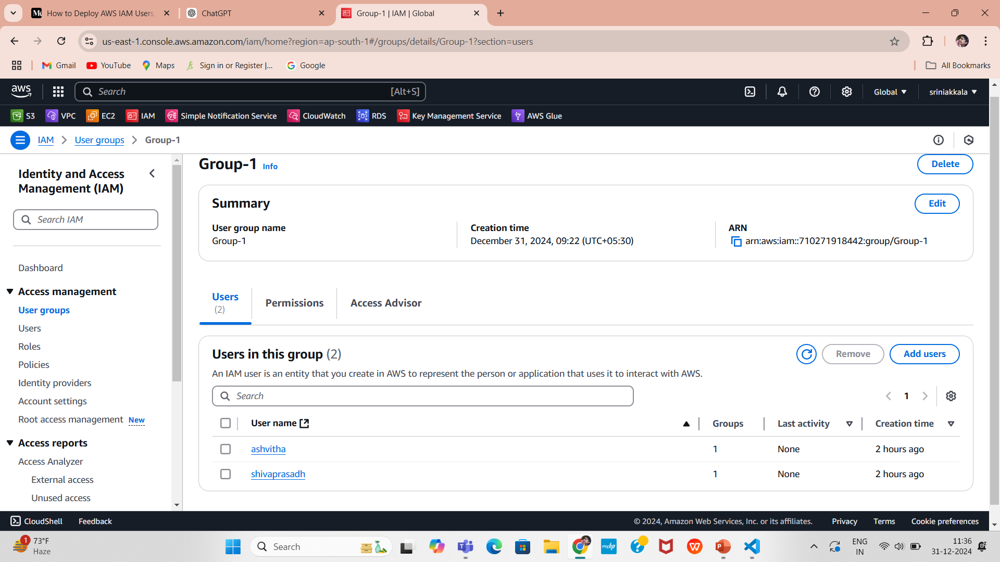 How to Deploy AWS IAM Users,
ChatGPT
Group-1 | IAM | Global
us-east-1.console.aws.amazon.com/iam/home?region=ap-south-1#/groups/details/Group-1?section=users
Gmail
YouTube
Maps
Sign in or Register |...
Google
All Bookmarks
aws
Search
[Alt+S]
Global
sriniakkala
S3
VPC
EC2
IAM
Simple Notification Service
CloudWatch
RDS
Key Management Service
AWS Glue
IAM
User groups
Group-1
Identity and Access
Management (IAM)
Search IAM
Dashboard
Access management
User groups
Users
Roles
Policies
Identity providers
Account settings
Root access management New
Access reports
Access Analyzer
External access
Unused access
Group-1 Info
Delete
Summary
Edit
User group name
Group-1
Creation time
December 31, 2024, 09:22 (UTC+05:30)
ARN
arn:aws:iam::710271918442:group/Group-1
Users
(2)
Permissions
Access Advisor
Users in this group (2)
Remove
Add users
An IAM user is an entity that you create in AWS to represent the person or application that uses it to interact with AWS.
Search
1
User name
Groups
Last activity
Creation time
ashvitha 1 None 2 hours ago
shivaprasadh 1 None 2 hours ago
CloudShell
Feedback
© 2024, Amazon Web Services, Inc. or its affiliates.
Privacy
Terms
Cookie preferences
1
73°F
Haze
Search
myhp
ENG
IN
11:36
31-12-2024